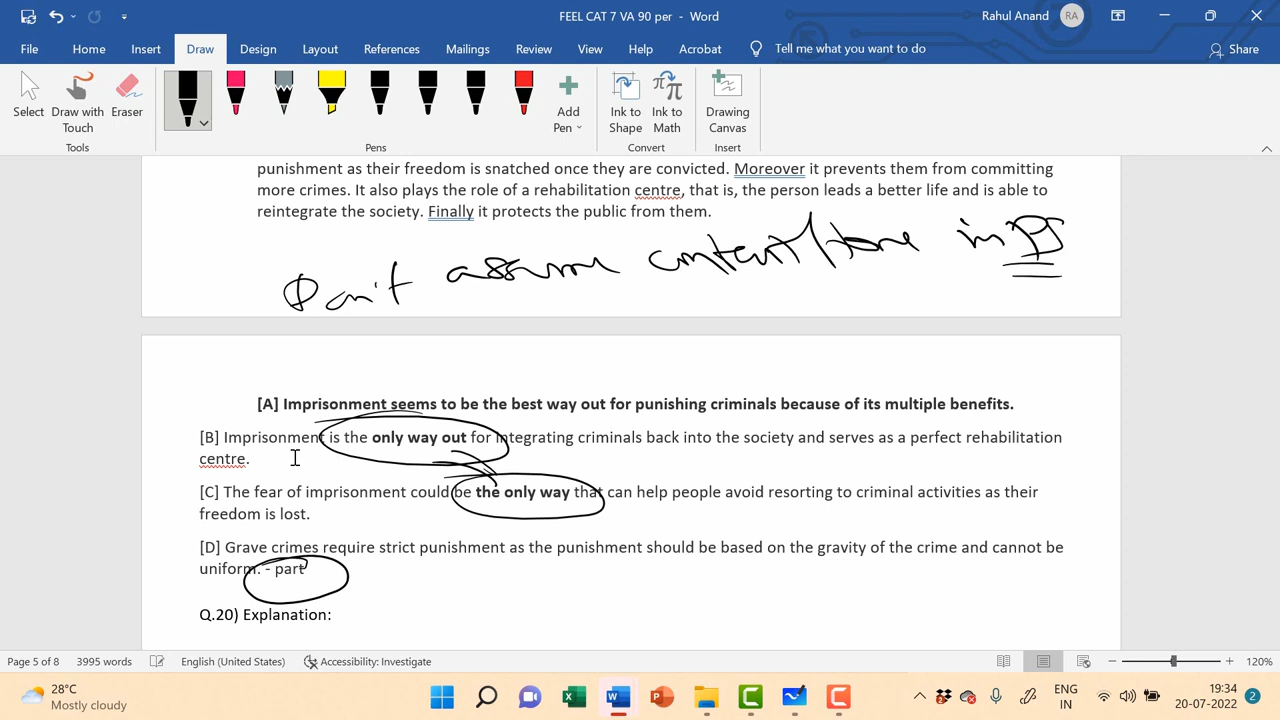 FEEL CAT 7 VA 90 per - Word
Rahul Anand
RA
File Home Insert Draw Design Layout References Mailings Review View Help Acrobat Tell me what you want to do Share
Select Draw with Touch Eraser Add Pen Ink to Shape Ink to Math Drawing Canvas
Tools Pens Convert Insert
punishment as their freedom is snatched once they are convicted. Moreover it prevents them from committing
more crimes. It also plays the role of a rehabilitation centre, that is, the person leads a better life and is able to
reintegrate the society. Finally it protects the public from them.
Don't assume content/tone in PS
[A] Imprisonment seems to be the best way out for punishing criminals because of its multiple benefits.
[B] Imprisonment is the only way out for integrating criminals back into the society and serves as a perfect rehabilitation
centre.
[C] The fear of imprisonment could be the only way that can help people avoid resorting to criminal activities as their
freedom is lost.
[D] Grave crimes require strict punishment as the punishment should be based on the gravity of the crime and cannot be
uniform. - part
Q.20) Explanation:
Page 5 of 8 3995 words English (United States) Accessibility: Investigate 120%
28°C
Mostly cloudy
ENG
IN
19:34
20-07-2022
2